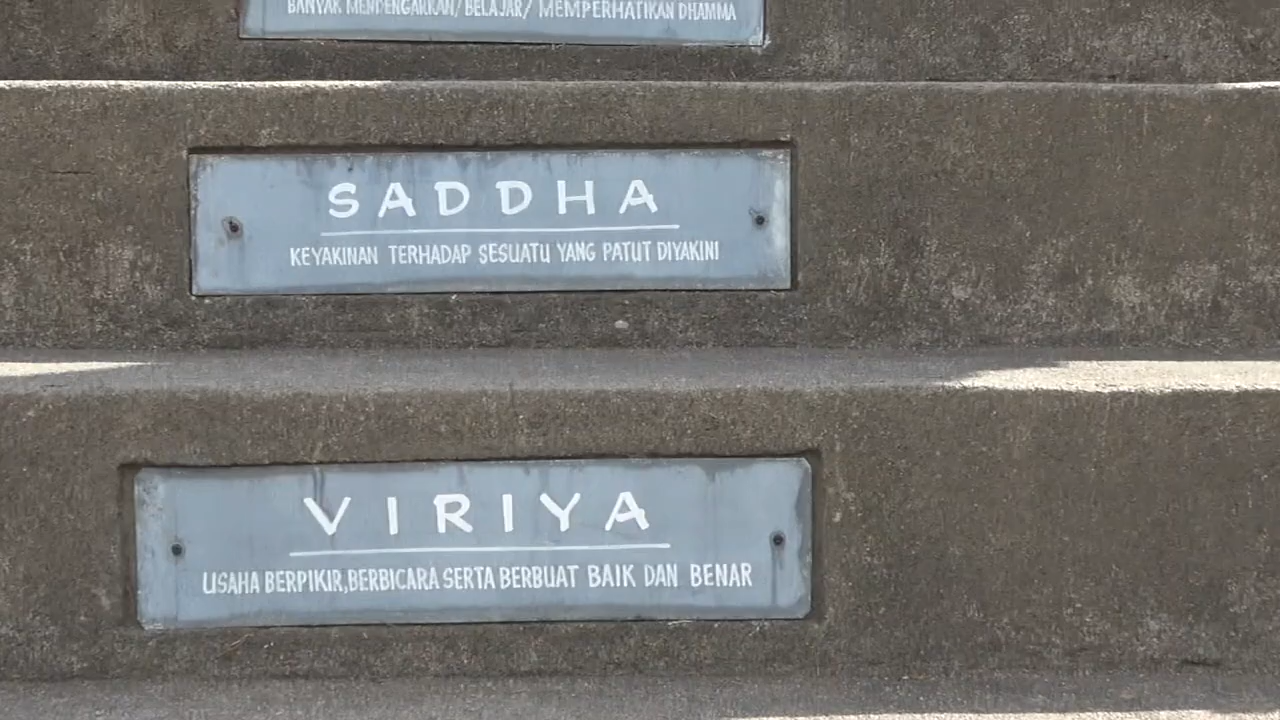 BANYAK MENDENGARKAN/BELAJAR/MEMPERHATIKAN DHAMMA
SADDHA
KEYAKINAN TERHADAP SESUATU YANG PATUT DIYAKINI
VIRIYA
USAHA BERPIKIR,BERBICARA SERTA BERBUAT BAIK DAN BENAR